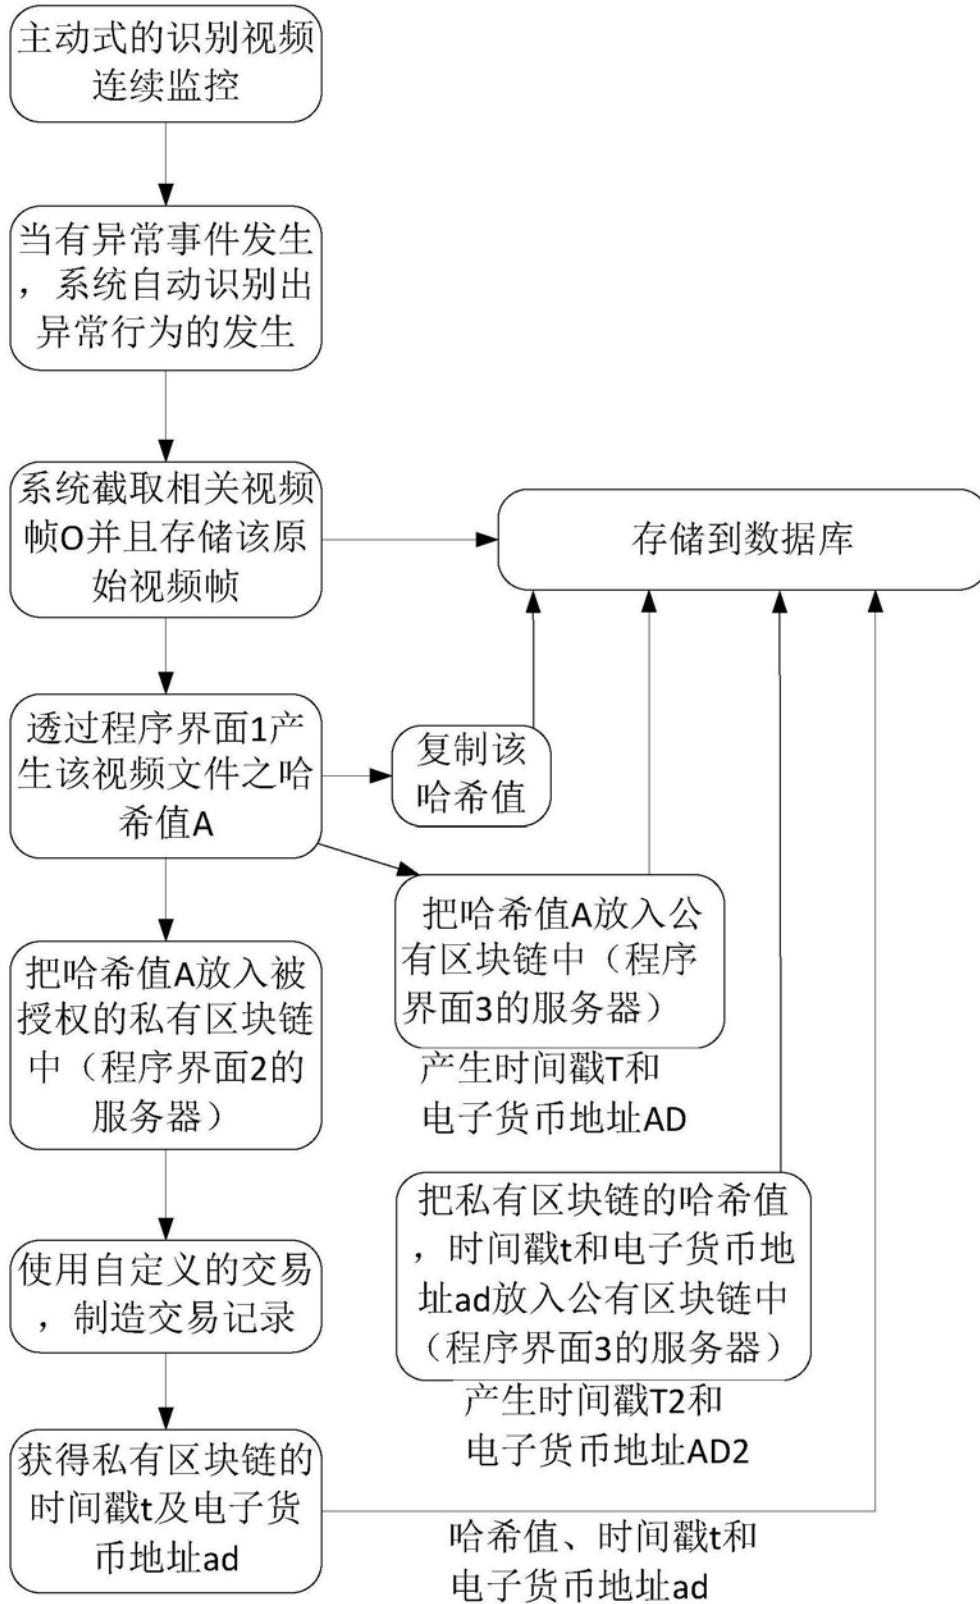 主动式的识别视频
连续监控
当有异常事件发生
，系统自动识别出
异常行为的发生
系统截取相关视频
帧O并且存储该原
始视频帧
存储到数据库
透过程序界面1产
生该视频文件之哈
希值A
复制该
哈希值
把哈希值A放入公
有区块链中（程序
界面3的服务器）
产生时间戳T和
电子货币地址AD
把哈希值A放入被
授权的私有区块链
中（程序界面2的
服务器）
把私有区块链的哈希值
，时间戳t和电子货币地
址ad放入公有区块链中
（程序界面3的服务器）
产生时间戳T2和
电子货币地址AD2
使用自定义的交易
，制造交易记录
获得私有区块链的
时间戳t及电子货
币地址ad
哈希值、时间戳t和
电子货币地址ad